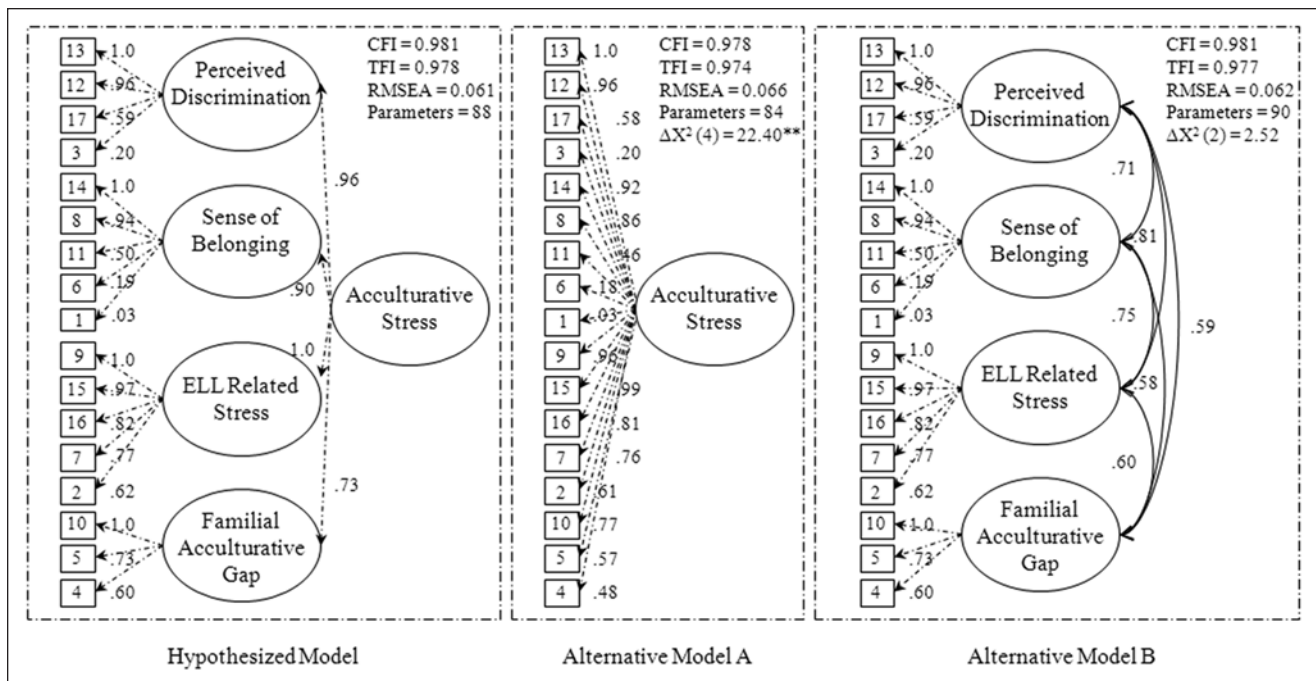 13
12
17
3
14
8
11
6
1
9
15
16
7
2
10
5
4
1.0
.96
.59
.20
1.0
.94
.50
.19
.03
1.0
.97
.82
.77
.62
1.0
.73
.60
Perceived
Discrimination
Sense of
Belonging
ELL Related
Stress
Familial
Acculturative
Gap
.96
.90
1.0
.73
Acculturative
Stress
CFI = 0.981
TFI = 0.978
RMSEA = 0.061
Parameters = 88
Hypothesized Model
13
12
17
3
14
8
11
6
1
9
15
16
7
2
10
5
4
1.0
.96
.58
.20
.92
.86
.46
.18
.03
.96
.99
.81
.76
.61
.77
.57
.48
Acculturative
Stress
CFI = 0.978
TFI = 0.974
RMSEA = 0.066
Parameters = 84
ΔX² (4) = 22.40**
Alternative Model A
13
12
17
3
14
8
11
6
1
9
15
16
7
2
10
5
4
1.0
.96
.59
.20
1.0
.94
.50
.19
.03
1.0
.97
.82
.77
.62
1.0
.73
.60
Perceived
Discrimination
Sense of
Belonging
ELL Related
Stress
Familial
Acculturative
Gap
.71
.81
.75
.59
.58
.60
CFI = 0.981
TFI = 0.977
RMSEA = 0.062
Parameters = 90
ΔX² (2) = 2.52
Alternative Model B